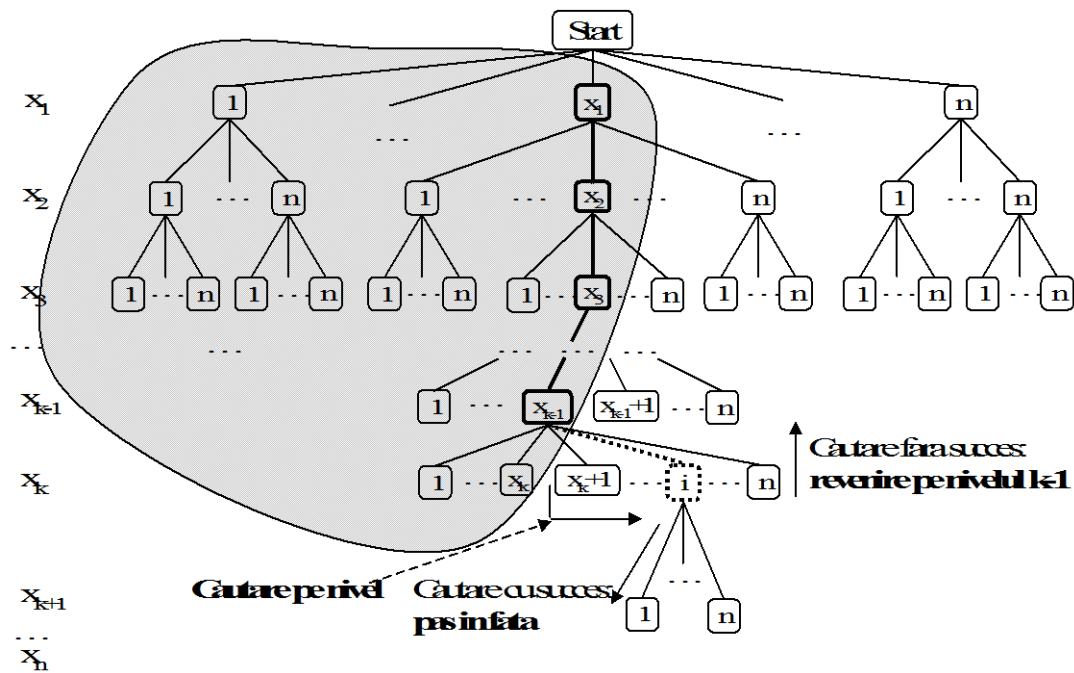 Start
x1 1 --- x1 --- n
---
---
x2 1 --- n 1 --- x2 --- n 1 --- n
x3 1 --- n 1 --- n 1 --- n 1 --- x3 --- n 1 --- n 1 --- n 1 --- n
--- --- --- --- ---
xk-1 1 --- xk-1 xk-1+1 --- n
Cautare fara succes:
xk 1 --- xk xk+1 --- i --- n revenire pe nivelul k-1
---
Cautare pe nivel Cautare cu succes:
xk+1 pas in fata 1 n
---
xn